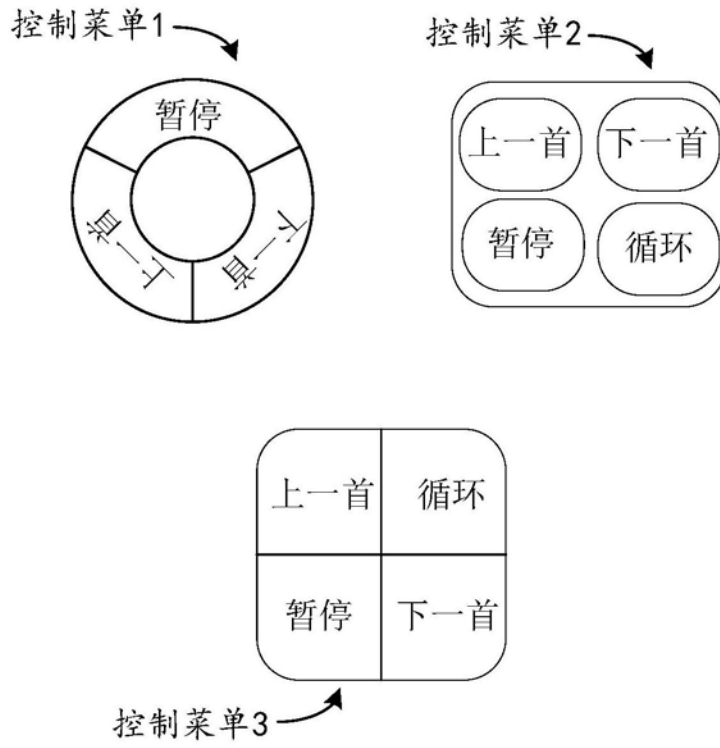 控制菜单1
暂停
上一首
下一首
控制菜单2
上一首
下一首
暂停
循环
上一首
循环
暂停
下一首
控制菜单3